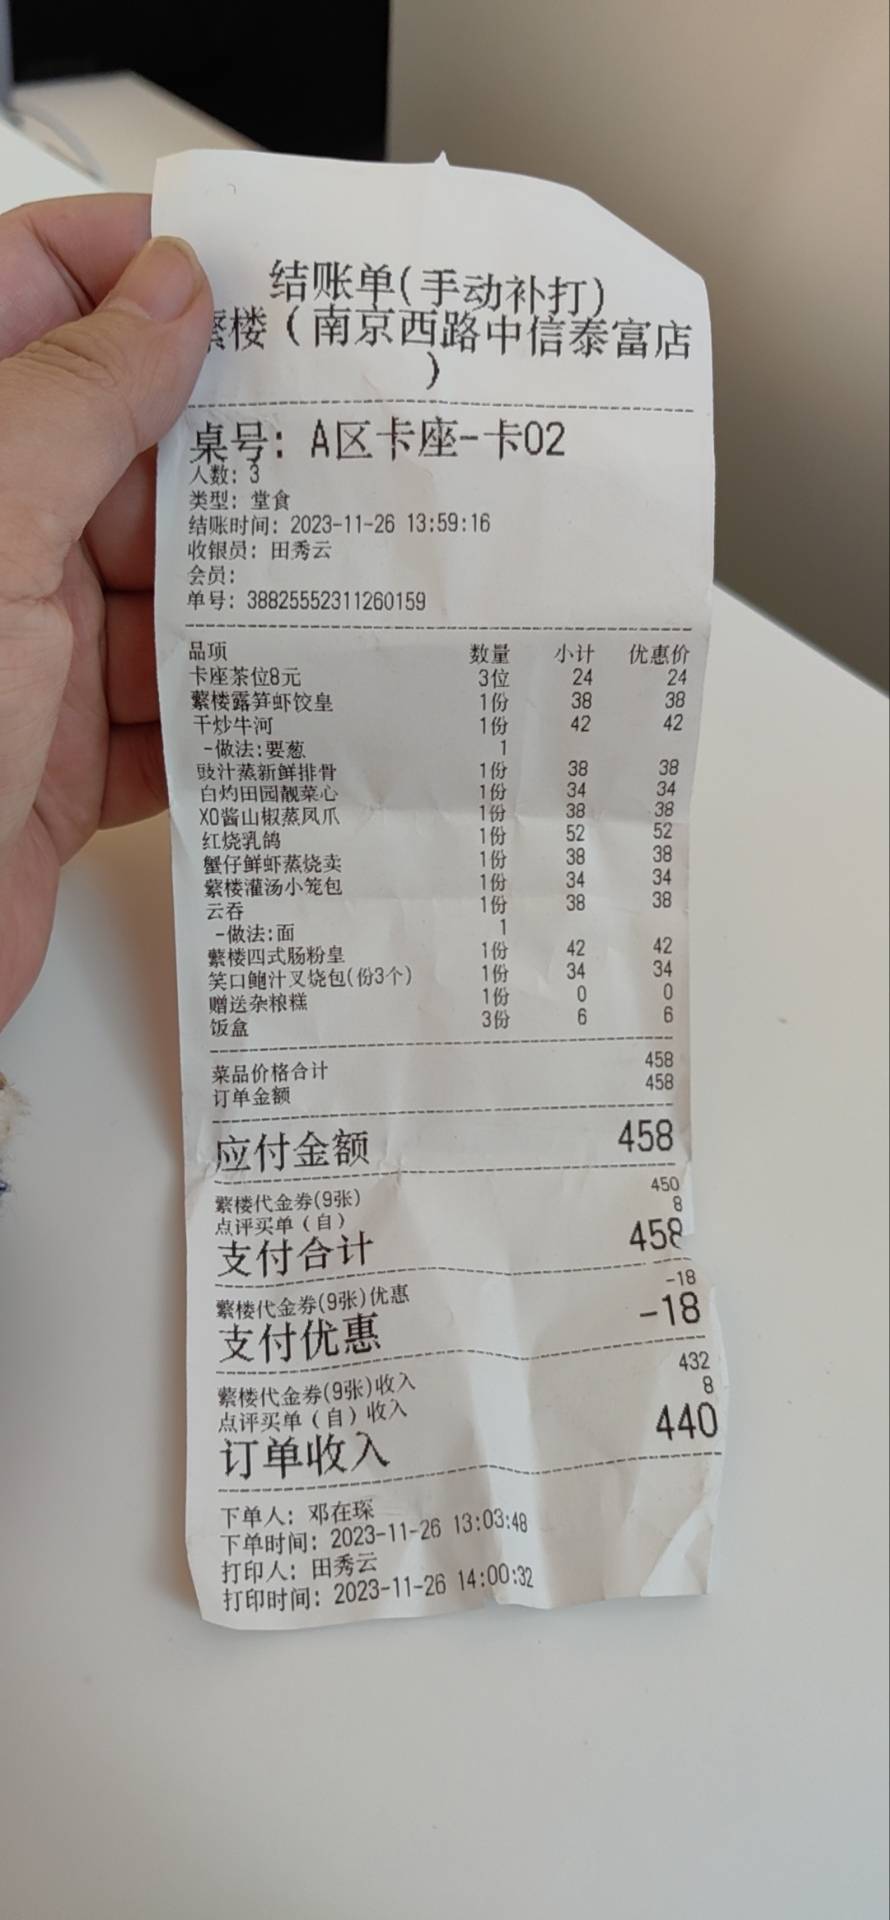 结账单(手动补打)
蘩楼（南京西路中信泰富店
）
桌号: A区卡座-卡02
人数: 3
类型: 堂食
结账时间: 2023-11-26 13:59:16
收银员: 田秀云
会员:
单号: 38825552311260159
品项 数量 小计 优惠价
卡座茶位8元 3位 24 24
蘩楼露笋虾饺皇 1份 38 38
干炒牛河 1份 42 42
-做法:要葱 1
豉汁蒸新鲜排骨 1份 38 38
白灼田园靓菜心 1份 34 34
XO酱山椒蒸凤爪 1份 38 38
红烧乳鸽 1份 52 52
蟹仔鲜虾蒸烧卖 1份 38 38
蘩楼灌汤小笼包 1份 34 34
云吞 1份 38 38
-做法:面 1
蘩楼四式肠粉皇 1份 42 42
笑口鲍汁叉烧包(份3个) 1份 34 34
赠送杂粮糕 1份 0 0
饭盒 3份 6 6
菜品价格合计 458
订单金额 458
应付金额 458
蘩楼代金券(9张) 450
点评买单（自） 8
支付合计 458
蘩楼代金券(9张)优惠 -18
支付优惠 -18
蘩楼代金券(9张)收入 432
点评买单（自）收入 8
订单收入 440
下单人: 邓在琛
下单时间: 2023-11-26 13:03:48
打印人: 田秀云
打印时间: 2023-11-26 14:00:32